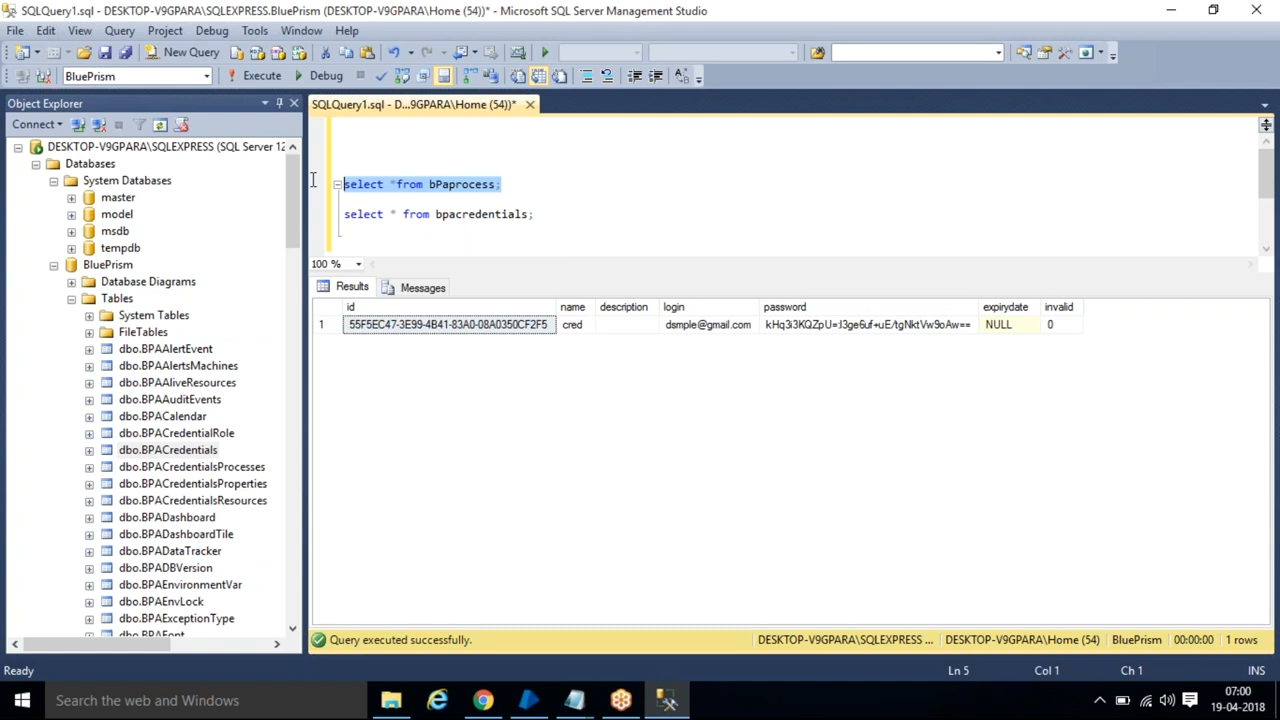 SQLQuery1.sql - DESKTOP-V9GPARA\SQLEXPRESS.BluePrism (DESKTOP-V9GPARA\Home (54))* - Microsoft SQL Server Management Studio
File Edit View Query Project Debug Tools Window Help
New Query
BluePrism Execute Debug
Object Explorer
SQLQuery1.sql - D...9GPARA\Home (54))*
Connect
DESKTOP-V9GPARA\SQLEXPRESS (SQL Server 12
Databases
System Databases
master
model
msdb
tempdb
BluePrism
Database Diagrams
Tables
System Tables
FileTables
dbo.BPAAlertEvent
dbo.BPAAlertsMachines
dbo.BPAAliveResources
dbo.BPAAuditEvents
dbo.BPACalendar
dbo.BPACredentialRole
dbo.BPACredentials
dbo.BPACredentialsProcesses
dbo.BPACredentialsProperties
dbo.BPACredentialsResources
dbo.BPADashboard
dbo.BPADashboardTile
dbo.BPADataTracker
dbo.BPADBVersion
dbo.BPAEnvironmentVar
dbo.BPAEnvLock
dbo.BPAExceptionType
dbo.BPAFont
select *from bPaprocess;
select * from bpacredentials;
100 %
Results Messages
id name description login password expirydate invalid
1 55F5EC47-3E99-4B41-83A0-08A0350CF2F5 cred dsmple@gmail.com kHq3i3KQZpU=:I3ge6uf+uE/tgNktVw9oAw== NULL 0
Query executed successfully. DESKTOP-V9GPARA\SQLEXPRESS ... DESKTOP-V9GPARA\Home (54) BluePrism 00:00:00 1 rows
Ready Ln 5 Col 1 Ch 1 INS
Search the web and Windows
07:00
19-04-2018